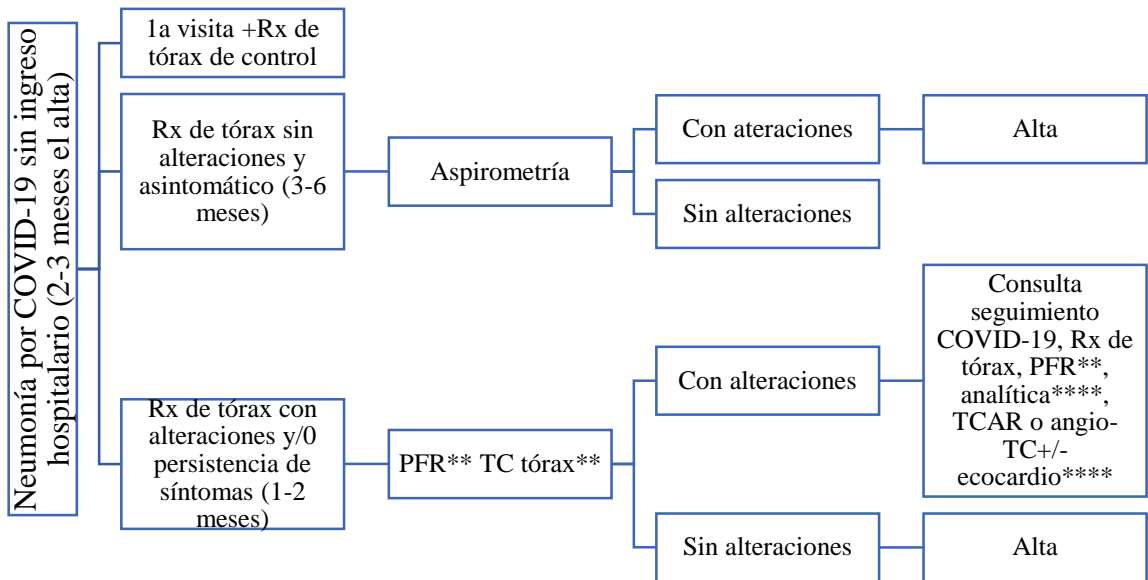 Neumonía por COVID-19 sin ingreso
hospitalario (2-3 meses el alta)
1a visita +Rx de
tórax de control
Rx de tórax sin
alteraciones y
asintomático (3-6
meses)
Aspirometría
Con ateraciones
Alta
Sin alteraciones
Rx de tórax con
alteraciones y/0
persistencia de
síntomas (1-2
meses)
PFR** TC tórax**
Con alteraciones
Consulta
seguimiento
COVID-19, Rx de
tórax, PFR**,
analítica****,
TCAR o angio-
TC+/-
ecocardio****
Sin alteraciones
Alta